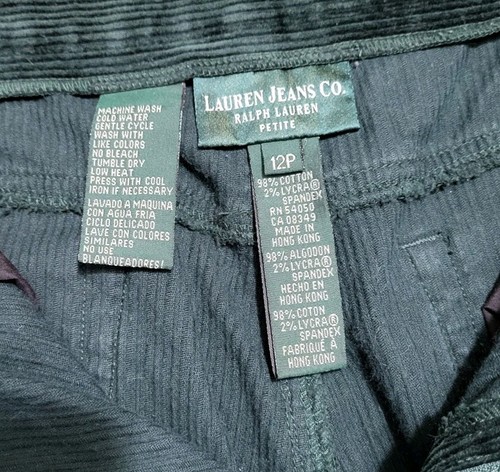 MACHINE WASH
COLD WATER
GENTLE CYCLE
WASH WITH
LIKE COLORS
NO BLEACH
TUMBLE DRY
LOW HEAT
PRESS WITH COOL
IRON IF NECESSARY
LAVADO A MAQUINA
CON AGUA FRIA
CICLO DELICADO
LAVE CON COLORES
SIMILARES
NO USE
BLANQUEADORES!
LAUREN JEANS CO.
RALPH LAUREN
PETITE
12P
98% COTTON
2% LYCRA®
SPANDEX
RN 54050
CA 08349
MADE IN
HONG KONG
98% ALGODON
2% LYCRA®
SPANDEX
HECHO EN
HONG KONG
98% COTON
2% LYCRA®
SPANDEX
FABRIQUÉ À
HONG KONG